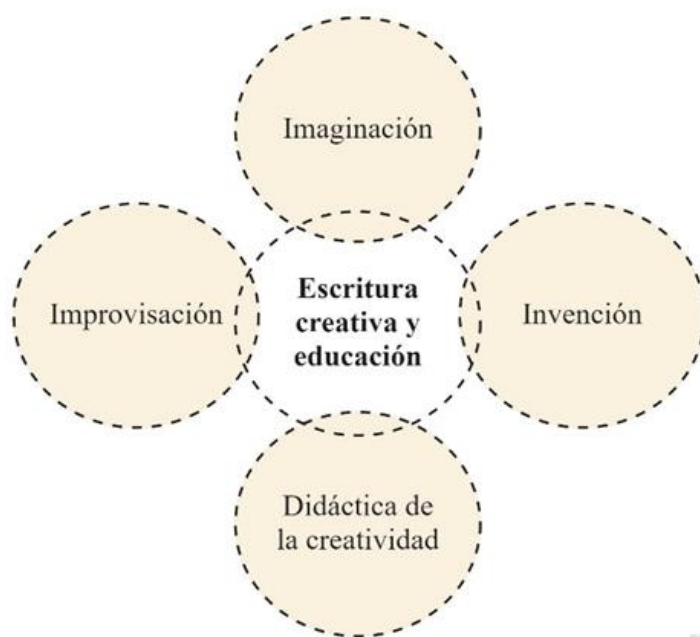 Imaginación
Improvisación
Escritura
creativa y
educación
Invención
Didáctica de
la creatividad